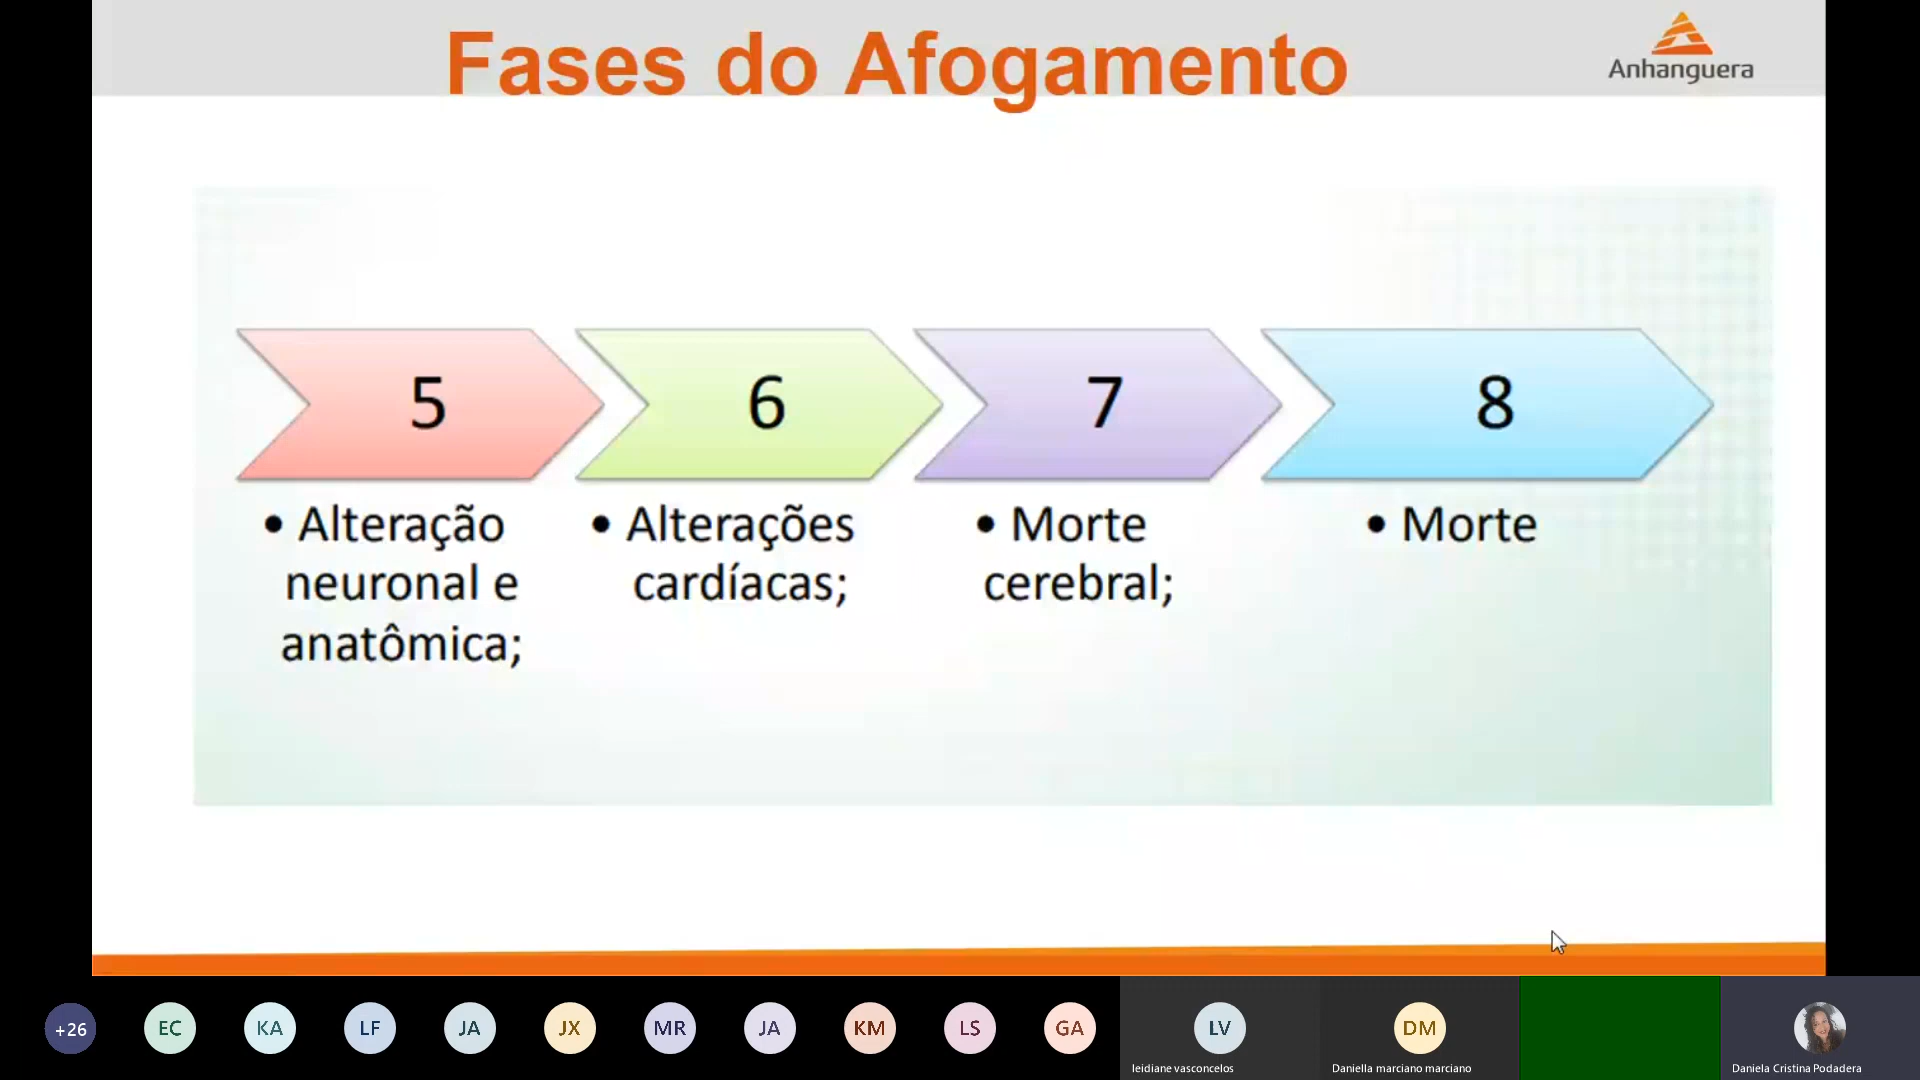 Fases do Afogamento
Anhanguera
5
6
7
8
• Alteração
neuronal e
anatômica;
• Alterações
cardíacas;
• Morte
cerebral;
• Morte
+26
EC
KA
LF
JA
JX
MR
JA
KM
LS
GA
LV
leidiane vasconcelos
DM
Daniella marciano marciano
Daniela Cristina Podadera